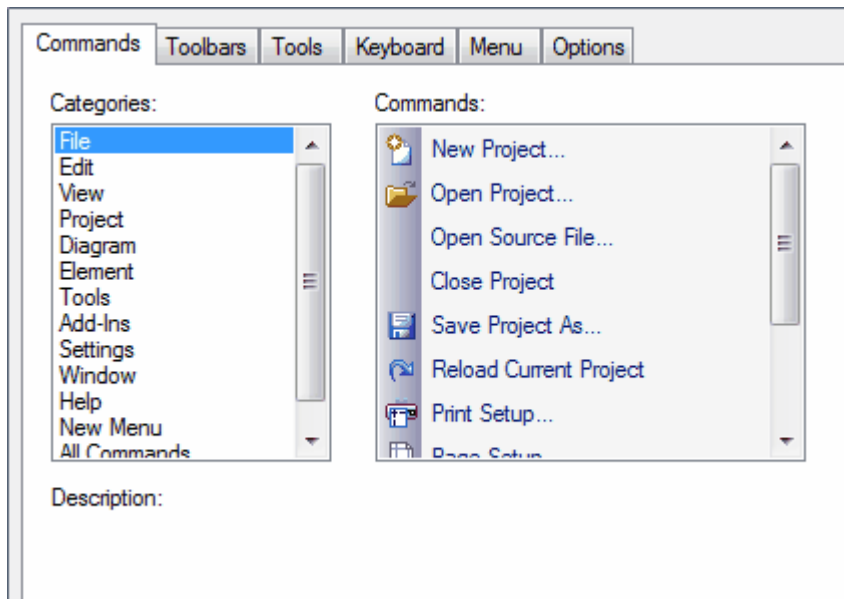 Commands Toolbars Tools Keyboard Menu Options
Categories:
File
Edit
View
Project
Diagram
Element
Tools
Add-Ins
Settings
Window
Help
New Menu
All Commands
Commands:
New Project...
Open Project...
Open Source File...
Close Project
Save Project As...
Reload Current Project
Print Setup...
Page Setup
Description: